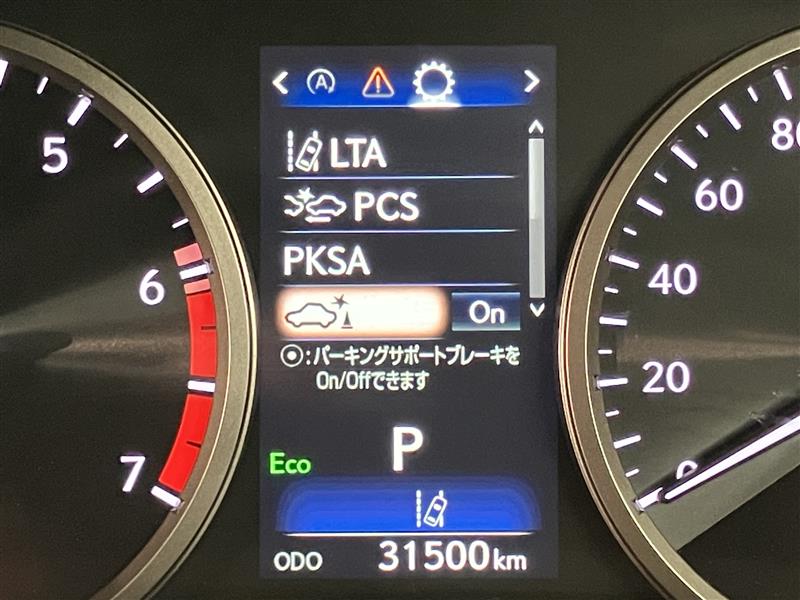 A
LTA
PCS
PKSA
On
:パーキングサポートブレーキを
On/Offできます
P
Eco
ODO 31500km
5
6
7
80
60
40
20
0